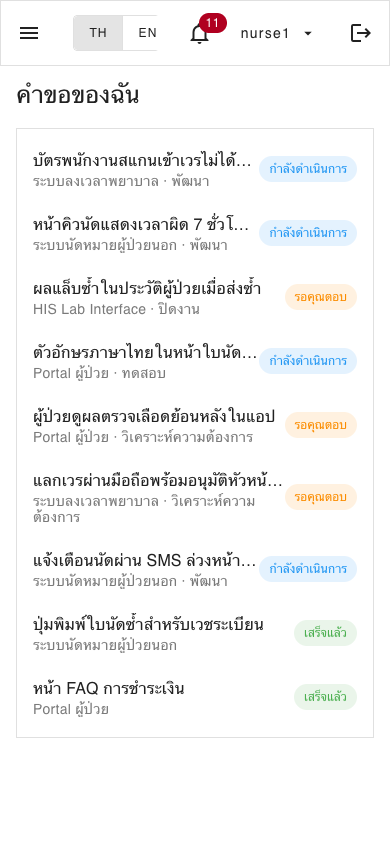 TH EN 11 nurse1
คำขอของฉัน
บัตรพนักงานสแกนเข้าเวรไม่ได้... กำลังดำเนินการ
ระบบลงเวลาพยาบาล · พัฒนา
หน้าคิวนัดแสดงเวลาผิด 7 ชั่วโ... กำลังดำเนินการ
ระบบนัดหมายผู้ป่วยนอก · พัฒนา
ผลแล็บซ้ำในประวัติผู้ป่วยเมื่อส่งซ้ำ รอคุณตอบ
HIS Lab Interface · ปิดงาน
ตัวอักษรภาษาไทยในหน้าใบนัด... กำลังดำเนินการ
Portal ผู้ป่วย · ทดสอบ
ผู้ป่วยดูผลตรวจเลือดย้อนหลังในแอป รอคุณตอบ
Portal ผู้ป่วย · วิเคราะห์ความต้องการ
แลกเวรผ่านมือถือพร้อมอนุมัติหัวหน้... รอคุณตอบ
ระบบลงเวลาพยาบาล · วิเคราะห์ความ
ต้องการ
แจ้งเตือนนัดผ่าน SMS ล่วงหน้า... กำลังดำเนินการ
ระบบนัดหมายผู้ป่วยนอก · พัฒนา
ปุ่มพิมพ์ใบนัดซ้ำสำหรับเวชระเบียน เสร็จแล้ว
ระบบนัดหมายผู้ป่วยนอก
หน้า FAQ การชำระเงิน เสร็จแล้ว
Portal ผู้ป่วย